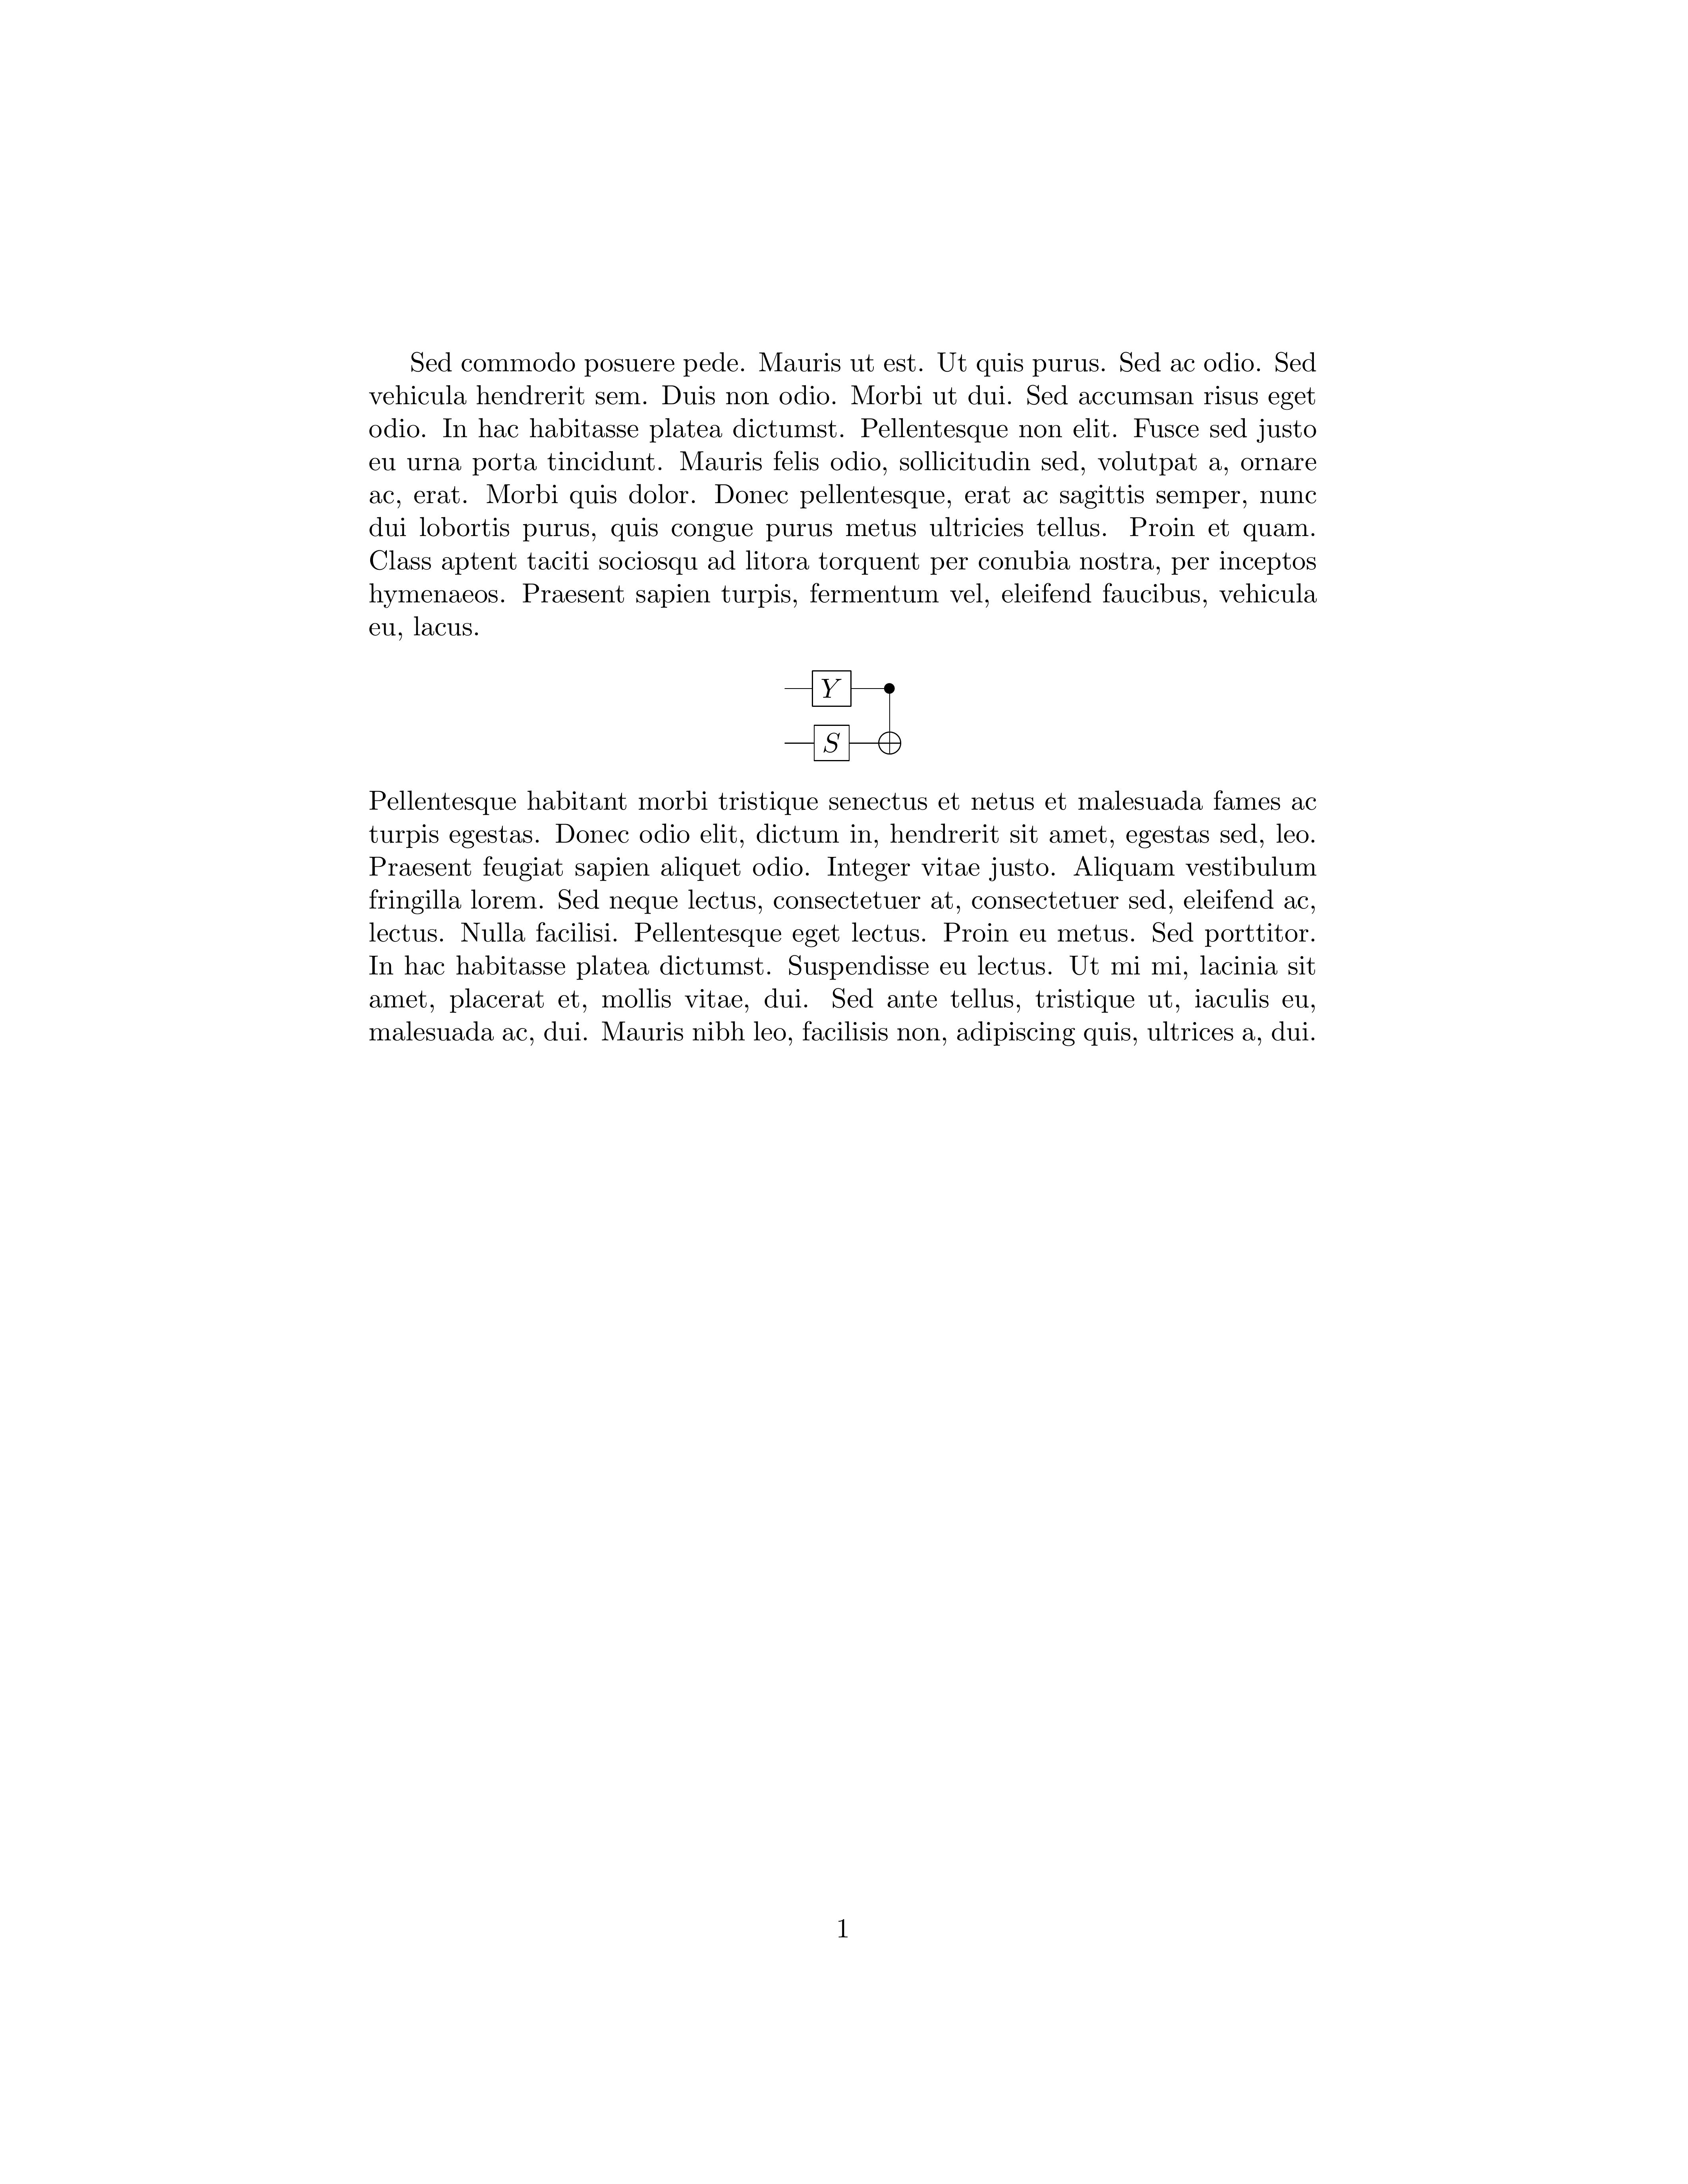 Sed commodo posuere pede. Mauris ut est. Ut quis purus. Sed ac odio. Sed
vehicula hendrerit sem. Duis non odio. Morbi ut dui. Sed accumsan risus eget
odio. In hac habitasse platea dictumst. Pellentesque non elit. Fusce sed justo
eu urna porta tincidunt. Mauris felis odio, sollicitudin sed, volutpat a, ornare
ac, erat. Morbi quis dolor. Donec pellentesque, erat ac sagittis semper, nunc
dui lobortis purus, quis congue purus metus ultricies tellus. Proin et quam.
Class aptent taciti sociosqu ad litora torquent per conubia nostra, per inceptos
hymenaeos. Praesent sapien turpis, fermentum vel, eleifend faucibus, vehicula
eu, lacus.
Y
S
Pellentesque habitant morbi tristique senectus et netus et malesuada fames ac
turpis egestas. Donec odio elit, dictum in, hendrerit sit amet, egestas sed, leo.
Praesent feugiat sapien aliquet odio. Integer vitae justo. Aliquam vestibulum
fringilla lorem. Sed neque lectus, consectetuer at, consectetuer sed, eleifend ac,
lectus. Nulla facilisi. Pellentesque eget lectus. Proin eu metus. Sed porttitor.
In hac habitasse platea dictumst. Suspendisse eu lectus. Ut mi mi, lacinia sit
amet, placerat et, mollis vitae, dui. Sed ante tellus, tristique ut, iaculis eu,
malesuada ac, dui. Mauris nibh leo, facilisis non, adipiscing quis, ultrices a, dui.
1